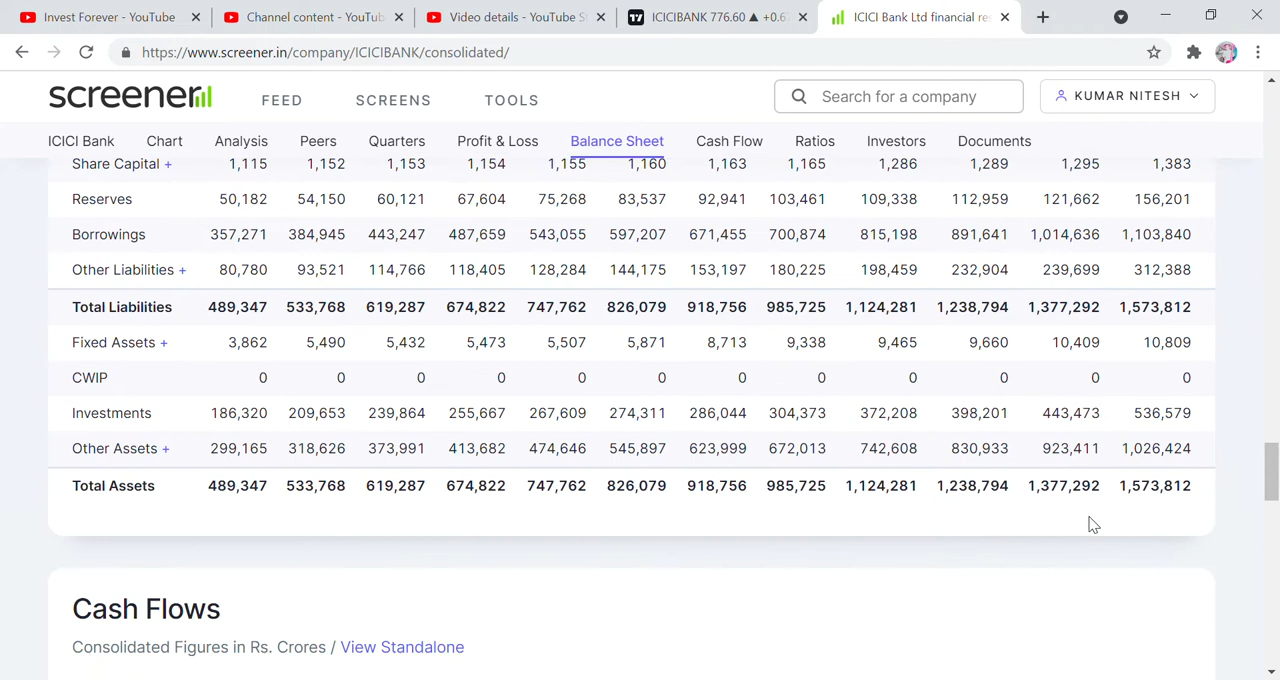 Invest Forever - YouTube
Channel content - YouTub
Video details - YouTube S
ICICIBANK 776.60 ▲ +0.6
ICICI Bank Ltd financial re
https://www.screener.in/company/ICICIBANK/consolidated/
screener
FEED SCREENS TOOLS
Search for a company
KUMAR NITESH
ICICI Bank Chart Analysis Peers Quarters Profit & Loss Balance Sheet Cash Flow Ratios Investors Documents
Share Capital + 1,115 1,152 1,153 1,154 1,155 1,160 1,163 1,165 1,286 1,289 1,295 1,383
Reserves 50,182 54,150 60,121 67,604 75,268 83,537 92,941 103,461 109,338 112,959 121,662 156,201
Borrowings 357,271 384,945 443,247 487,659 543,055 597,207 671,455 700,874 815,198 891,641 1,014,636 1,103,840
Other Liabilities + 80,780 93,521 114,766 118,405 128,284 144,175 153,197 180,225 198,459 232,904 239,699 312,388
Total Liabilities 489,347 533,768 619,287 674,822 747,762 826,079 918,756 985,725 1,124,281 1,238,794 1,377,292 1,573,812
Fixed Assets + 3,862 5,490 5,432 5,473 5,507 5,871 8,713 9,338 9,465 9,660 10,409 10,809
CWIP 0 0 0 0 0 0 0 0 0 0 0 0
Investments 186,320 209,653 239,864 255,667 267,609 274,311 286,044 304,373 372,208 398,201 443,473 536,579
Other Assets + 299,165 318,626 373,991 413,682 474,646 545,897 623,999 672,013 742,608 830,933 923,411 1,026,424
Total Assets 489,347 533,768 619,287 674,822 747,762 826,079 918,756 985,725 1,124,281 1,238,794 1,377,292 1,573,812
Cash Flows
Consolidated Figures in Rs. Crores / View Standalone